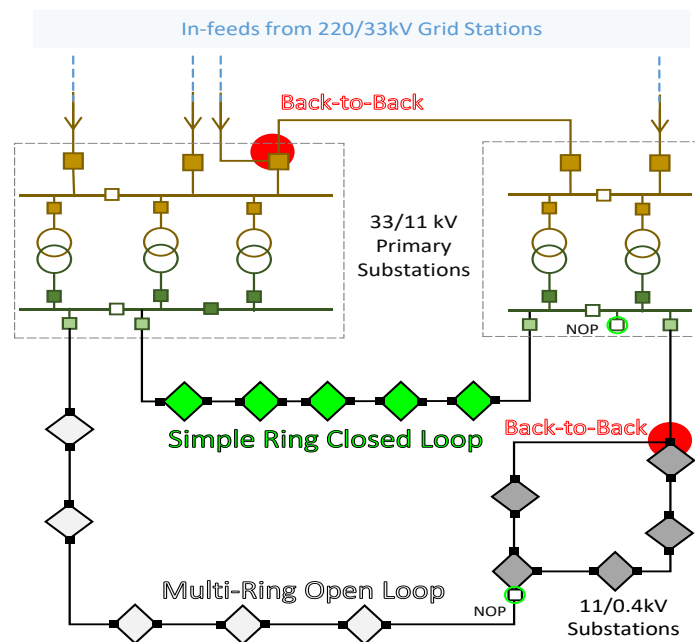 In-feeds from 220/33kV Grid Stations
Back-to-Back
33/11 kV
Primary
Substations
NOP
Simple Ring Closed Loop
Back-to-Back
Multi-Ring Open Loop
NOP
11/0.4kV
Substations